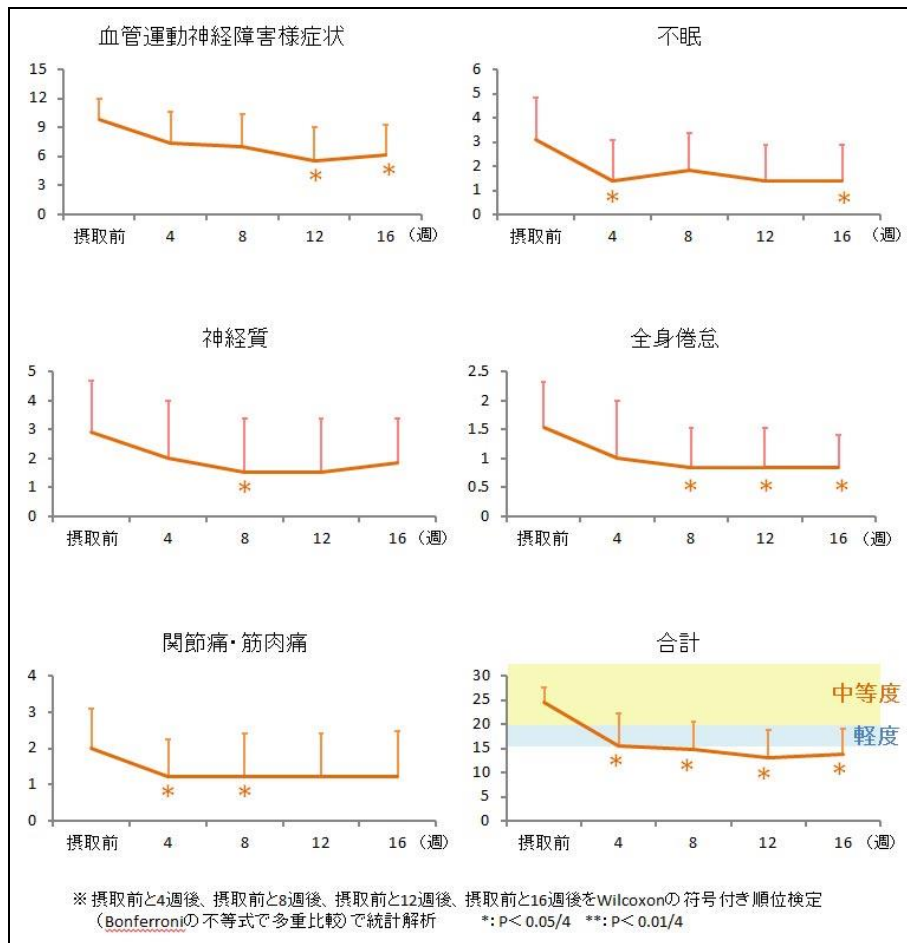 血管運動神経障害様症状
15
12
9
6
3
0
摂取前 4 8 12 16 (週)
* *
不眠
6
5
4
3
2
1
0
摂取前 4 8 12 16 (週)
* *
神経質
5
4
3
2
1
0
摂取前 4 8 12 16 (週)
*
全身倦怠
2.5
2
1.5
1
0.5
0
摂取前 4 8 12 16 (週)
* * *
関節痛・筋肉痛
4
3
2
1
0
摂取前 4 8 12 16 (週)
* *
合計
30
25
20
15
10
5
0
中等度
軽度
摂取前 4 8 12 16 (週)
* * * *
※ 摂取前と4週後、摂取前と8週後、摂取前と12週後、摂取前と16週後をWilcoxonの符号付き順位検定
(Bonferroniの不等式で多重比較)で統計解析 *: P< 0.05/4 **: P< 0.01/4